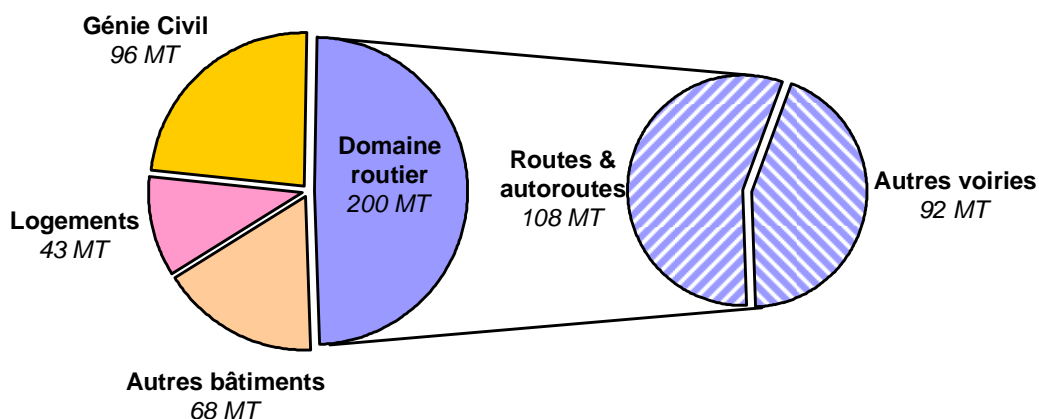 Génie Civil
96 MT
Domaine
routier
200 MT
Routes &
autoroutes
108 MT
Autres voiries
92 MT
Logements
43 MT
Autres bâtiments
68 MT